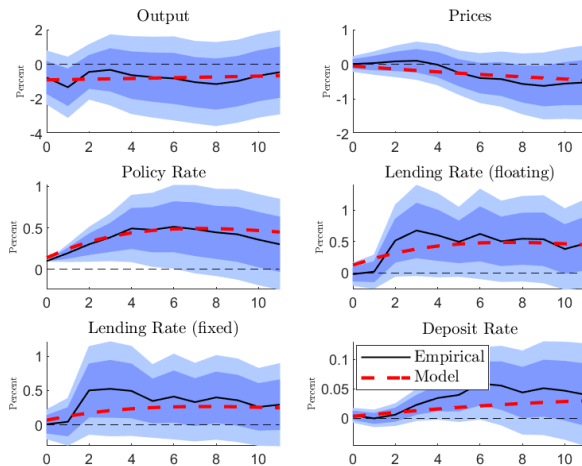 Output
Prices
2
0
-2
-4
Percent
0 2 4 6 8 10
1
0
-1
-2
Percent
0 2 4 6 8 10
Policy Rate
Lending Rate (floating)
1
0.5
0
Percent
0 2 4 6 8 10
1
0.5
0
Percent
0 2 4 6 8 10
Lending Rate (fixed)
Deposit Rate
1
0.5
0
Percent
0 2 4 6 8 10
0.1
0.05
0
Percent
0 2 4 6 8 10
Empirical
Model